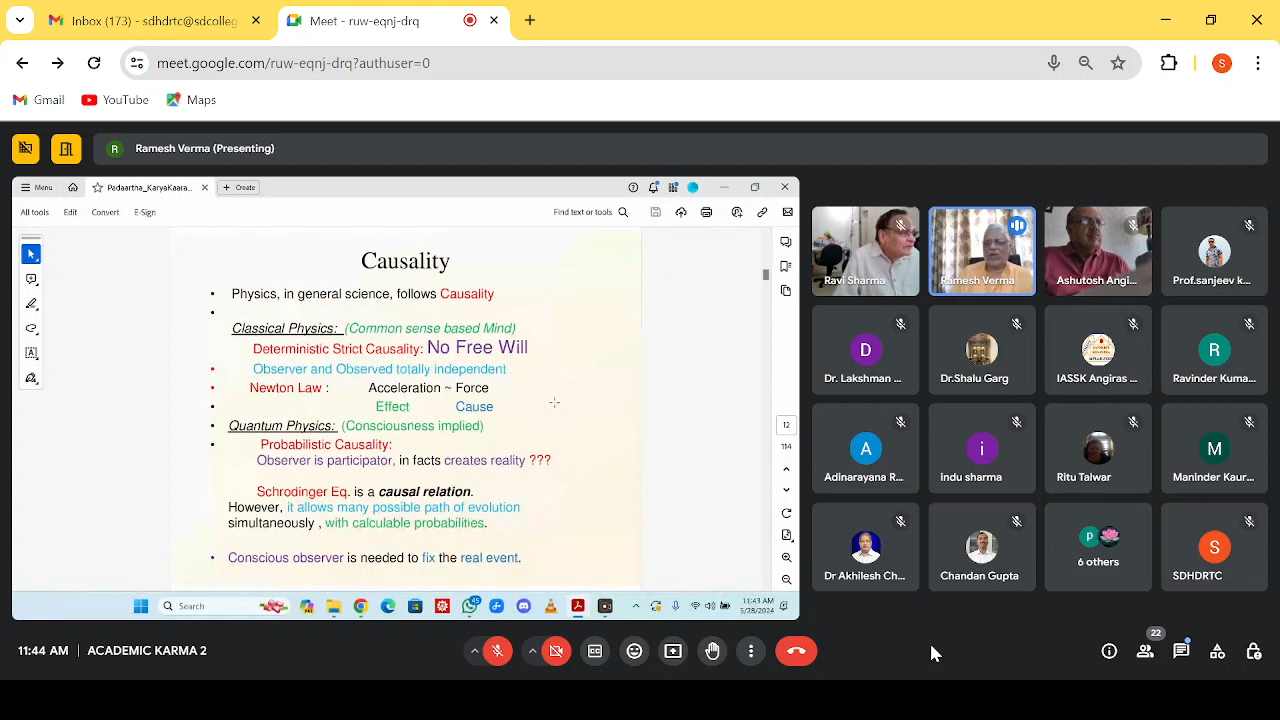 Inbox (173) - sdhdrtc@sdcolleg
Meet - ruw-eqnj-drq
meet.google.com/ruw-eqnj-drq?authuser=0
S
Gmail
YouTube
Maps
R
Ramesh Verma (Presenting)
Menu
Padaartha_KaryaKaara...
Create
All tools
Edit
Convert
E-Sign
Find text or tools
Causality
• Physics, in general science, follows Causality
•
Classical Physics: (Common sense based Mind)
Deterministic Strict Causality: No Free Will
• Observer and Observed totally independent
• Newton Law : Acceleration ~ Force
• Effect Cause
• Quantum Physics: (Consciousness implied)
• Probabilistic Causality:
Observer is participator, in facts creates reality ???
Schrodinger Eq. is a causal relation.
However, it allows many possible path of evolution
simultaneously , with calculable probabilities.
• Conscious observer is needed to fix the real event.
12
114
Search
45
11:43 AM
5/28/2024
Ravi Sharma
Ramesh Verma
Ashutosh Angi...
Prof.sanjeev k...
D
Dr. Lakshman ...
Dr.Shalu Garg
IASSK Angiras ...
R
Ravinder Kuma...
A
Adinarayana R...
i
indu sharma
Ritu Talwar
M
Maninder Kaur...
Dr Akhilesh Ch...
Chandan Gupta
p
6 others
S
SDHDRTC
11:44 AM | ACADEMIC KARMA 2
22